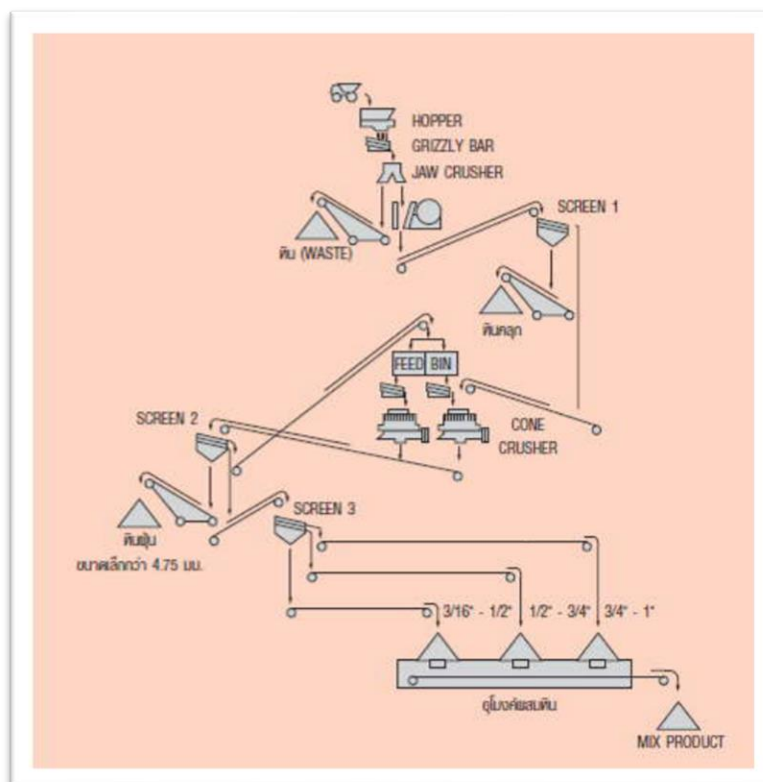 HOPPER
GRIZZLY BAR
JAW CRUSHER
SCREEN 1
หิน (WASTE)
หินคลุก
FEED BIN
SCREEN 2
CONE
CRUSHER
SCREEN 3
หินฝุ่น
ขนาดเล็กกว่า 4.75 มม.
3/16" - 1/2" 1/2" - 3/4" 3/4" - 1"
อุโมงค์ผสมหิน
MIX PRODUCT